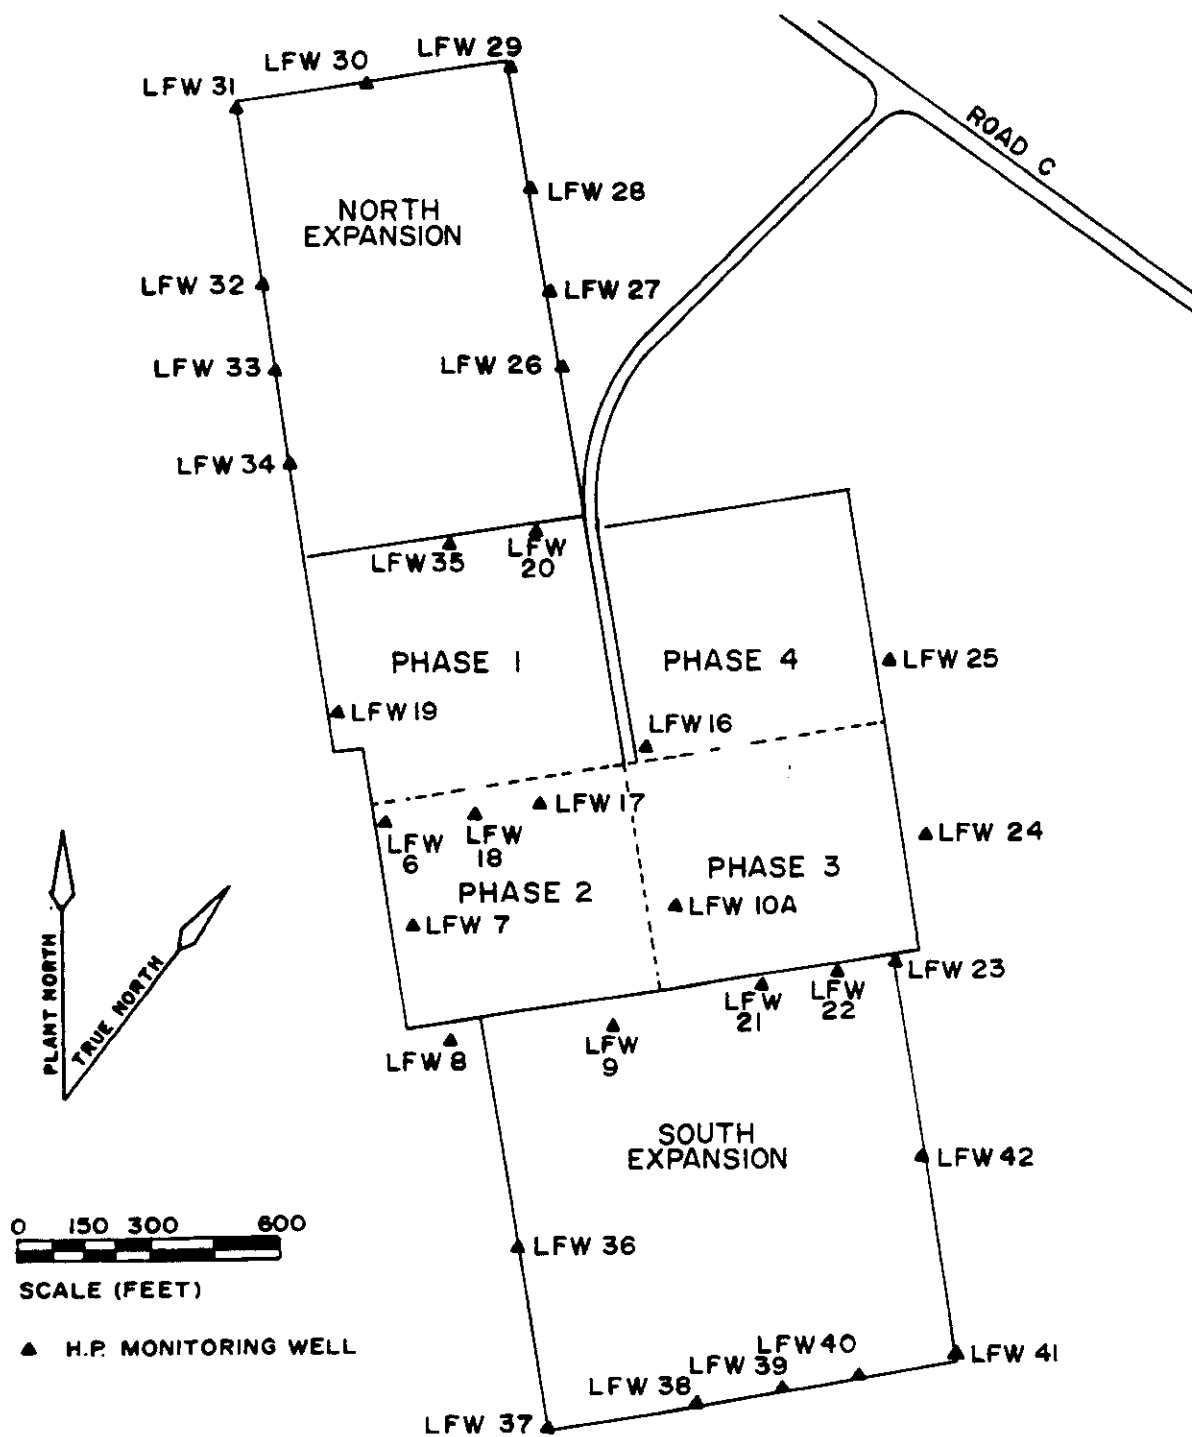 LFW 29
LFW 30
LFW 31
ROAD C
LFW 28
NORTH
EXPANSION
LFW 32
LFW 27
LFW 33
LFW 26
LFW 34
LFW 35
LFW
20
PHASE 1
PHASE 4
LFW 25
LFW 19
LFW 16
LFW 17
LFW
6
LFW
18
LFW 24
PHASE 3
PHASE 2
LFW 10A
LFW 7
PLANT NORTH
TRUE NORTH
LFW 23
LFW
22
LFW
21
LFW
9
LFW 8
SOUTH
EXPANSION
LFW 42
0 150 300 600
LFW 36
SCALE (FEET)
▲ H.P. MONITORING WELL
LFW 40
LFW 41
LFW 39
LFW 38
LFW 37